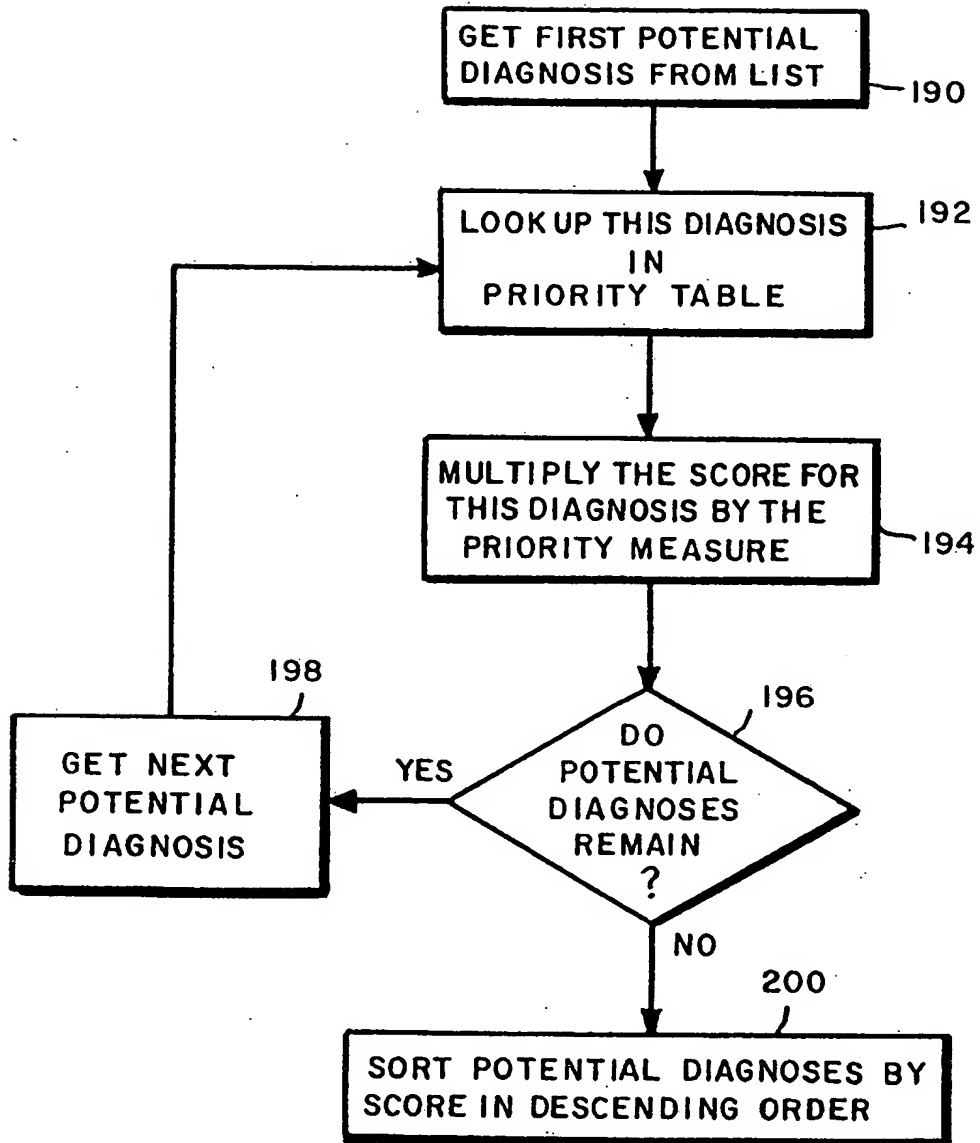 GET FIRST POTENTIAL
DIAGNOSIS FROM LIST
190
LOOK UP THIS DIAGNOSIS
IN
PRIORITY TABLE
192
MULTIPLY THE SCORE FOR
THIS DIAGNOSIS BY THE
PRIORITY MEASURE
194
198
GET NEXT
POTENTIAL
DIAGNOSIS
YES
196
DO
POTENTIAL
DIAGNOSES
REMAIN
?
NO
200
SORT POTENTIAL DIAGNOSES BY
SCORE IN DESCENDING ORDER